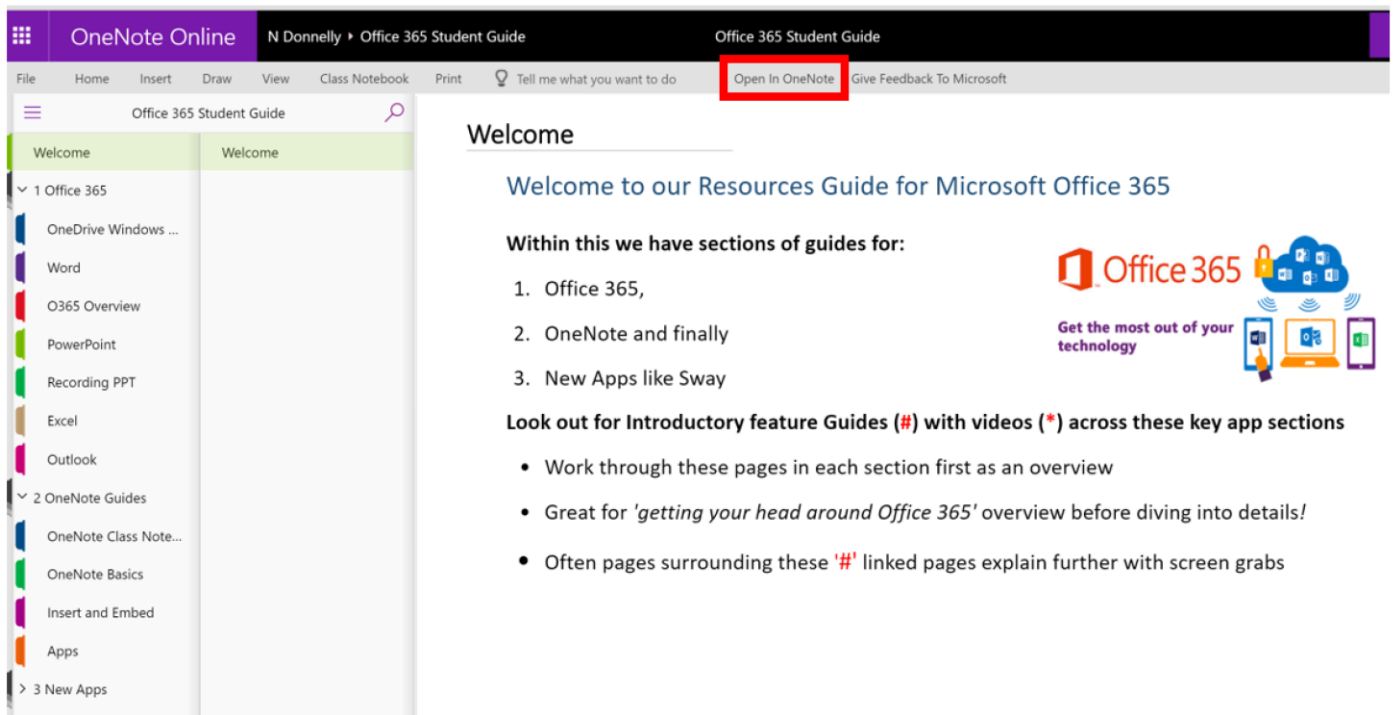 OneNote Online
N Donnelly ▸ Office 365 Student Guide
Office 365 Student Guide
File Home Insert Draw View Class Notebook Print Tell me what you want to do Open In OneNote Give Feedback To Microsoft
Office 365 Student Guide
Welcome
1 Office 365
OneDrive Windows ...
Word
O365 Overview
PowerPoint
Recording PPT
Excel
Outlook
2 OneNote Guides
OneNote Class Note...
OneNote Basics
Insert and Embed
Apps
3 New Apps
Welcome
Welcome
Welcome to our Resources Guide for Microsoft Office 365
Within this we have sections of guides for:
1. Office 365,
2. OneNote and finally
3. New Apps like Sway
Office 365
Get the most out of your
technology
Look out for Introductory feature Guides (#) with videos (*) across these key app sections
• Work through these pages in each section first as an overview
• Great for 'getting your head around Office 365' overview before diving into details!
• Often pages surrounding these '#' linked pages explain further with screen grabs